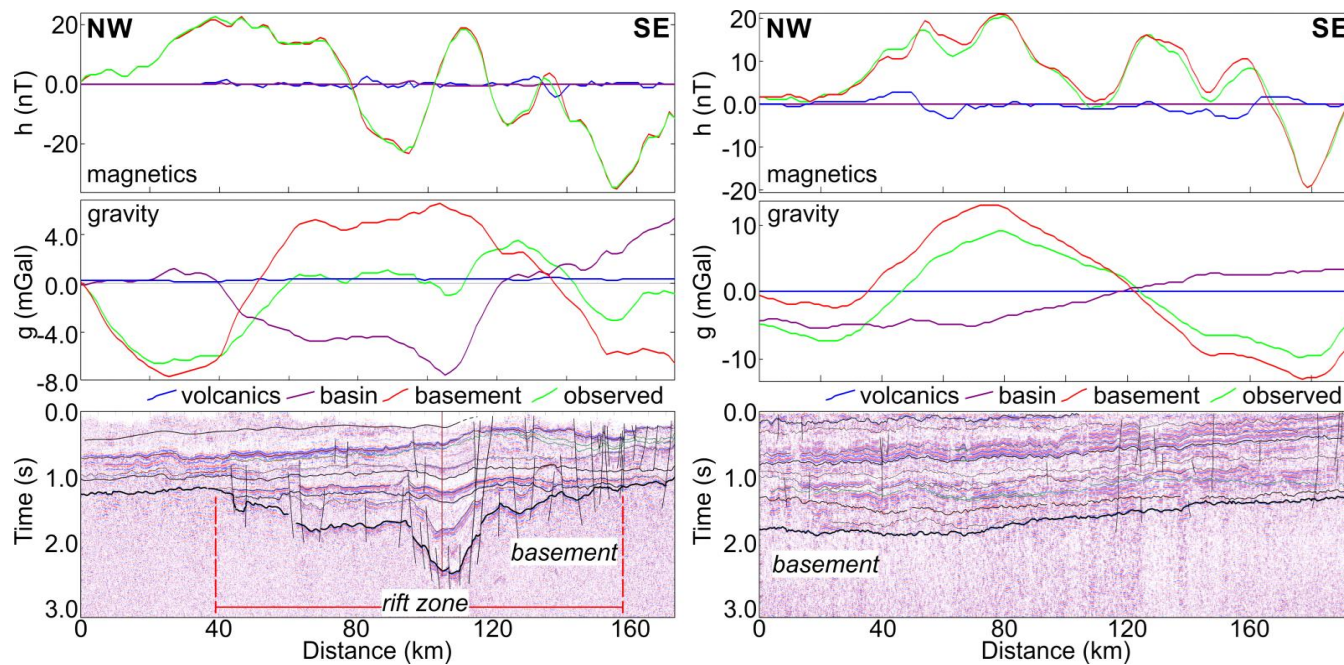 NW SE
20
0.0
-20
h (nT)
magnetics
gravity
4.0
0.0
-4.0
-8.0
g (mGal)
volcanics basin basement observed
0.0
1.0
2.0
3.0
Time (s)
basement
rift zone
0 40 80 120 160
Distance (km)
NW SE
20
10
0.0
-10
-20
h (nT)
magnetics
gravity
10
0.0
-10
g (mGal)
volcanics basin basement observed
0.0
1.0
2.0
3.0
Time (s)
basement
0 40 80 120 160
Distance (km)